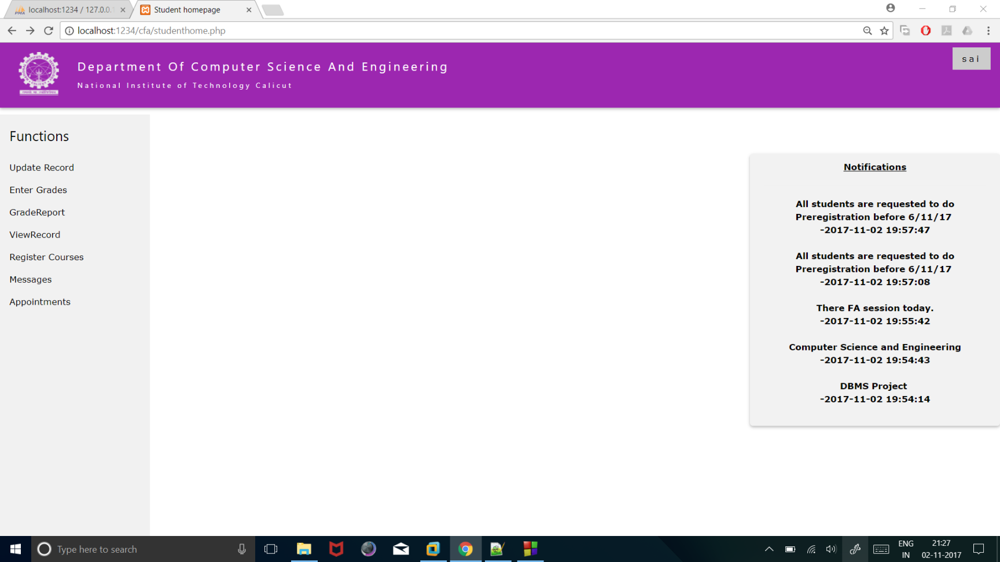 localhost:1234 / 127.0.0.1
Student homepage
localhost:1234/cfa/studenthome.php
Department Of Computer Science And Engineering
National Institute of Technology Calicut
sai
Functions
Update Record
Enter Grades
GradeReport
ViewRecord
Register Courses
Messages
Appointments
Notifications
All students are requested to do
Preregistration before 6/11/17
-2017-11-02 19:57:47
All students are requested to do
Preregistration before 6/11/17
-2017-11-02 19:57:08
There FA session today.
-2017-11-02 19:55:42
Computer Science and Engineering
-2017-11-02 19:54:43
DBMS Project
-2017-11-02 19:54:14
Type here to search
ENG
IN
21:27
02-11-2017